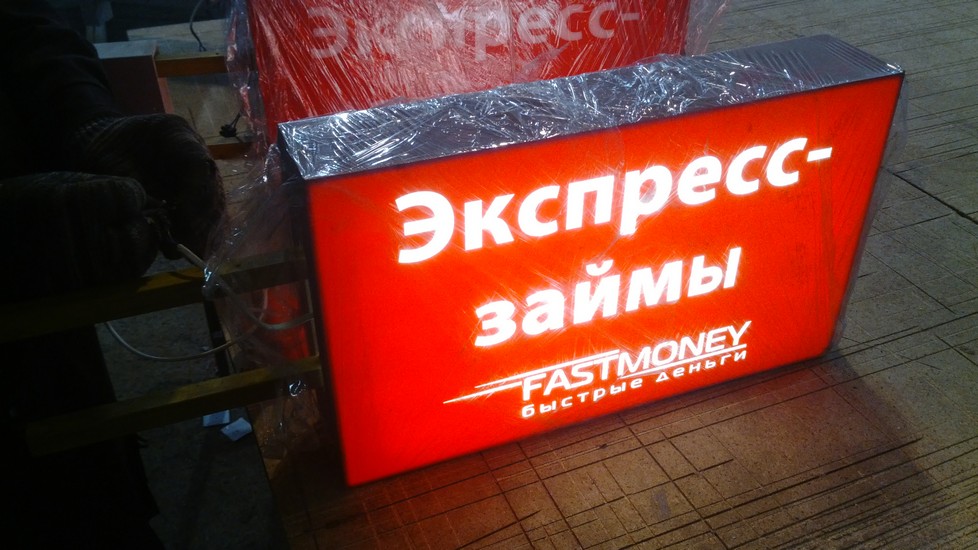 Экспресс-
Экспресс-
займы
FASTMONEY
быстрые деньги